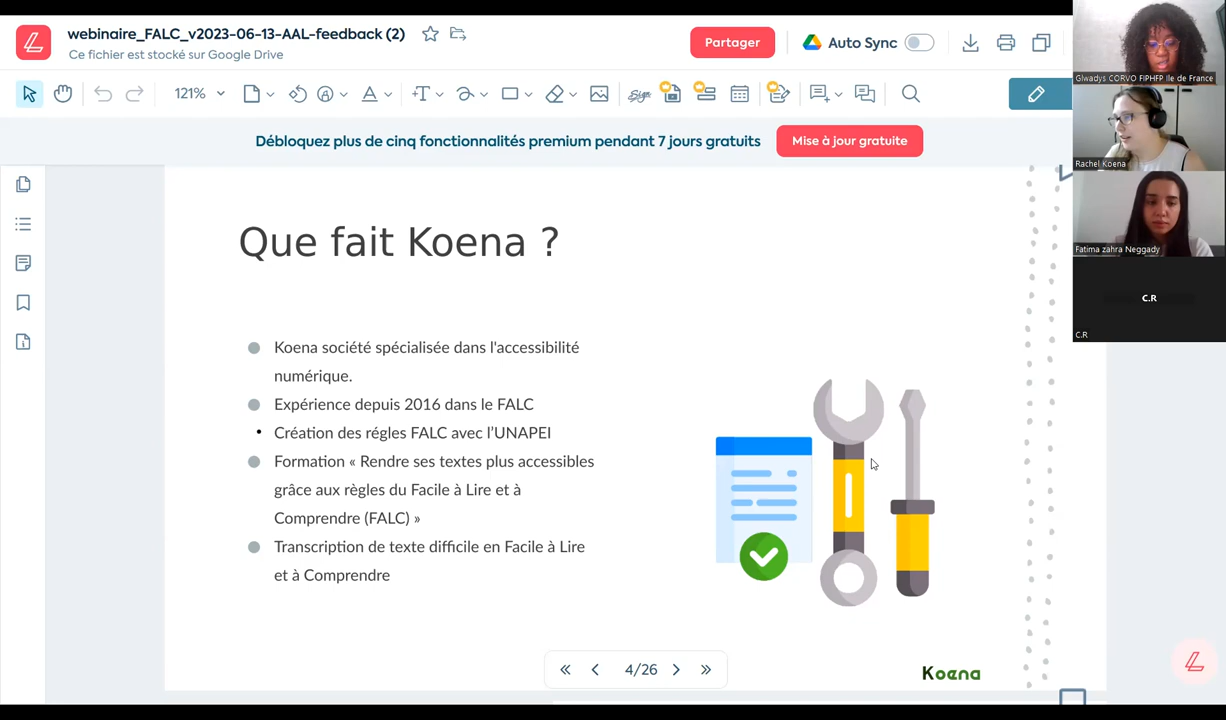 webinaire_FALC_v2023-06-13-AAL-feedback (2)
Ce fichier est stocké sur Google Drive
Partager
Auto Sync
121%
Sign
Débloquez plus de cinq fonctionnalités premium pendant 7 jours gratuits
Mise à jour gratuite
Que fait Koena ?
Koena société spécialisée dans l'accessibilité
numérique.
Expérience depuis 2016 dans le FALC
Création des régles FALC avec l’UNAPEI
Formation « Rendre ses textes plus accessibles
grâce aux règles du Facile à Lire et à
Comprendre (FALC) »
Transcription de texte difficile en Facile à Lire
et à Comprendre
4/26
Koena
Glwadys CORVO FIPHFP Ile de France
Rachel Koena
Fatima zahra Neggady
C.R
C.R